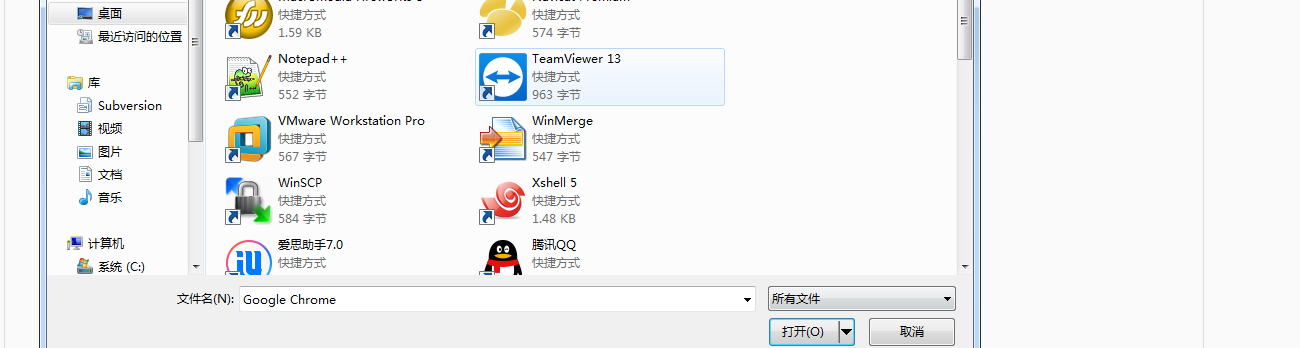 桌面
最近访问的位置
库
Subversion
视频
图片
文档
音乐
计算机
系统 (C:)
快捷方式
1.59 KB
快捷方式
574 字节
Notepad++
快捷方式
552 字节
TeamViewer 13
快捷方式
963 字节
VMware Workstation Pro
快捷方式
567 字节
WinMerge
快捷方式
547 字节
WinSCP
快捷方式
584 字节
Xshell 5
快捷方式
1.48 KB
爱思助手7.0
快捷方式
腾讯QQ
快捷方式
文件名(N): Google Chrome
所有文件
打开(O)
取消